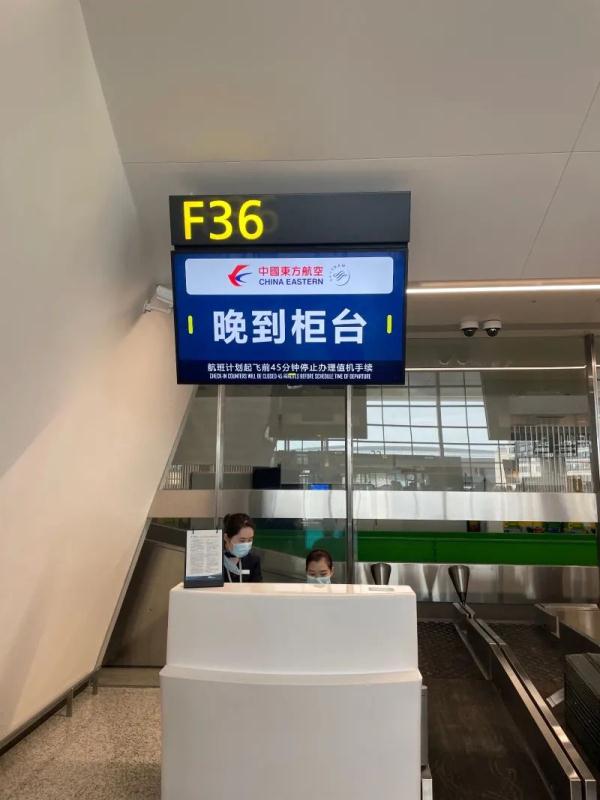 F36
中國東方航空
CHINA EASTERN
晚到柜台
航班计划起飞前45分钟停止办理值机手续
CHECK-IN COUNTERS WILL BE CLOSED 45 MINUTES BEFORE SCHEDULE TIME OF DEPARTURE